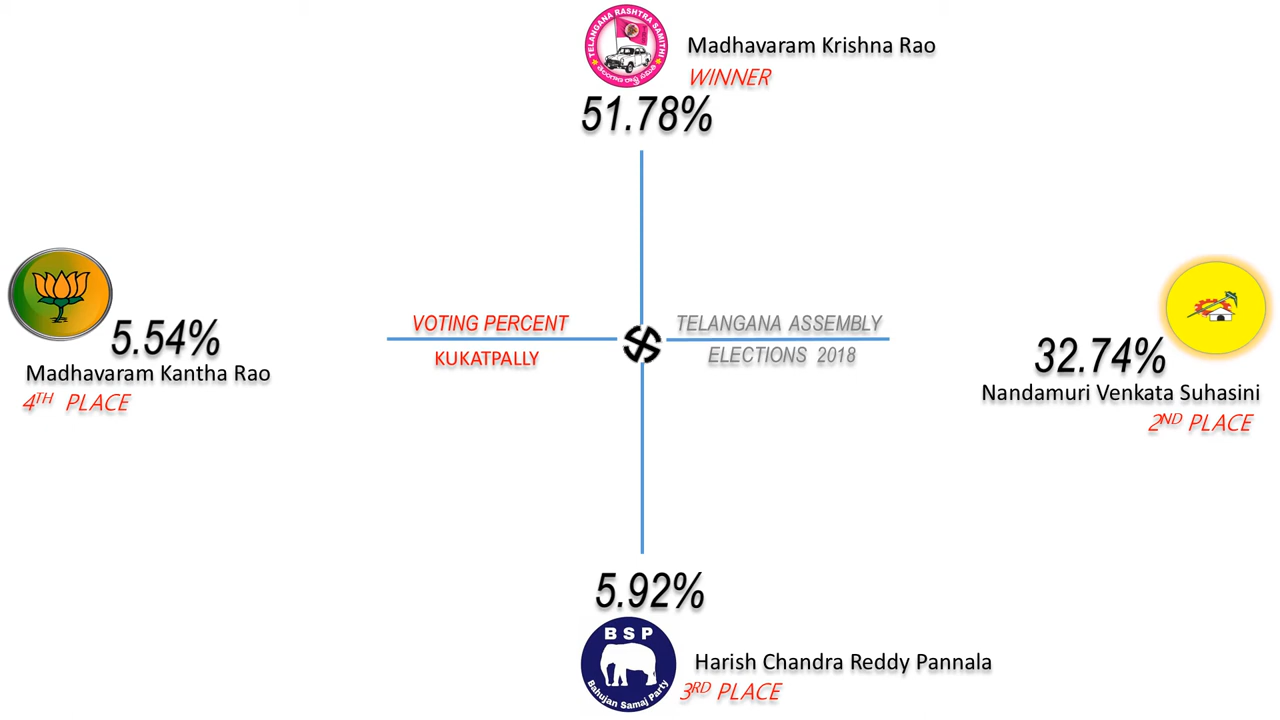 TELANGANA RASHTRA SAMITHI
Madhavaram Krishna Rao
WINNER
51.78%
5.54%
Madhavaram Kantha Rao
4TH PLACE
VOTING PERCENT
KUKATPALLY
TELANGANA ASSEMBLY
ELECTIONS 2018
32.74%
Nandamuri Venkata Suhasini
2ND PLACE
5.92%
BSP
Bahujan Samaj Party
Harish Chandra Reddy Pannala
3RD PLACE